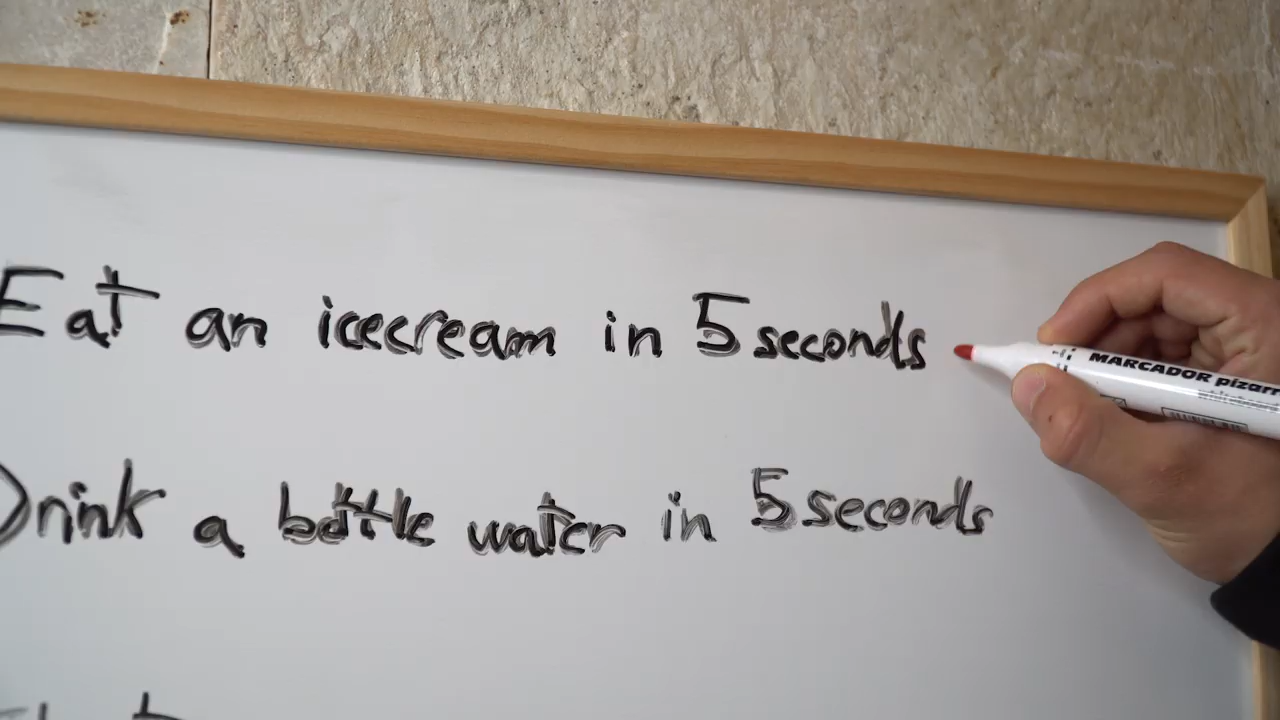 Eat an icecream in 5 seconds
MARCADOR pizarr
Drink a bottle water in 5 seconds